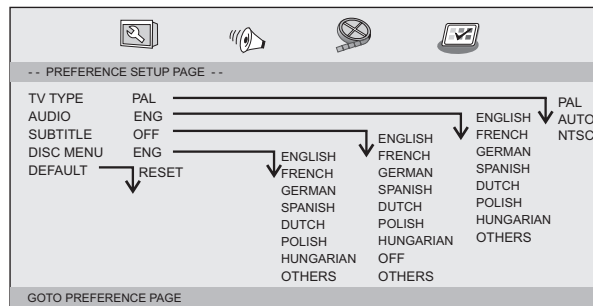 - - PREFERENCE SETUP PAGE - -
TV TYPE PAL
AUDIO ENG
SUBTITLE OFF
DISC MENU ENG
DEFAULT RESET
ENGLISH
FRENCH
GERMAN
SPANISH
DUTCH
POLISH
HUNGARIAN
OTHERS
ENGLISH
FRENCH
GERMAN
SPANISH
DUTCH
POLISH
HUNGARIAN
OFF
OTHERS
ENGLISH
FRENCH
GERMAN
SPANISH
DUTCH
POLISH
HUNGARIAN
OTHERS
PAL
AUTO
NTSC
GOTO PREFERENCE PAGE